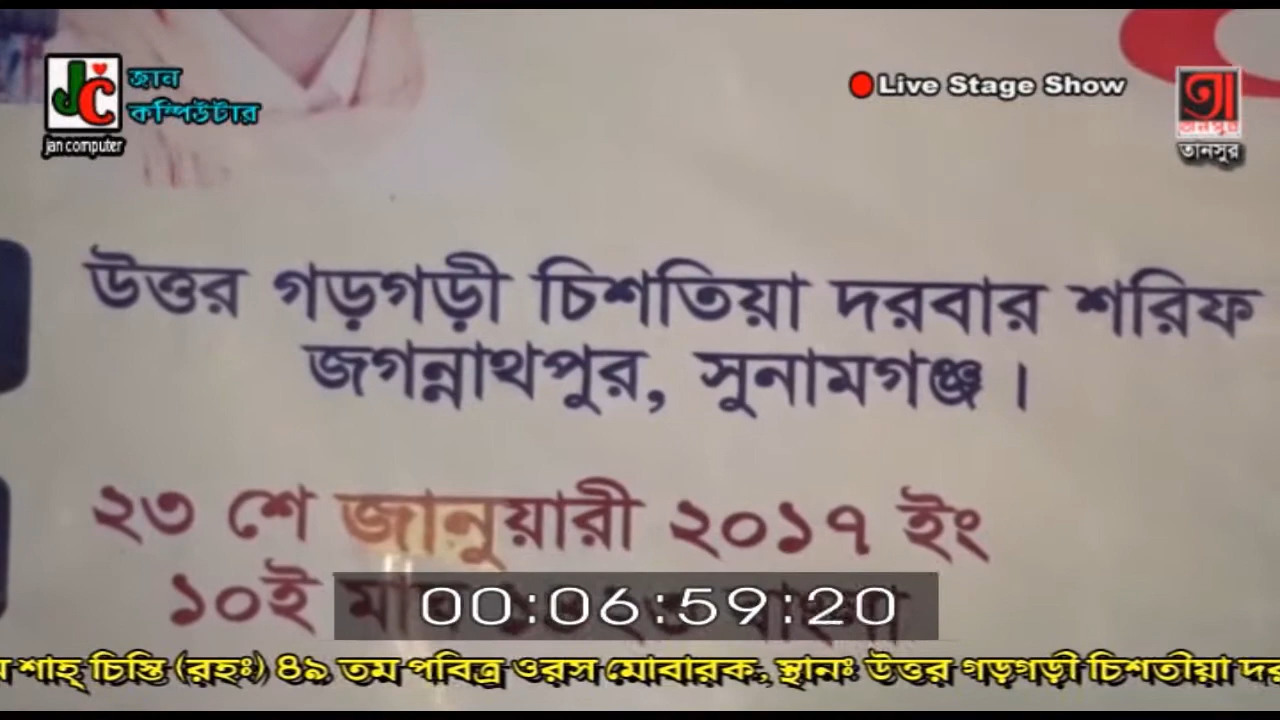 জান
কম্পিউটার
jan computer
Live Stage Show
তানপুরা
তানসুর
উত্তর গড়গড়ী চিশতিয়া দরবার শরিফ
জগন্নাথপুর, সুনামগঞ্জ।
২৩ শে জানুয়ারী ২০১৭ ইং
১০ই মাঘ
00:06:59:20
শাহ্ চিস্তি (রহঃ) ৪৯ তম পবিত্র ওরস মোবারক, স্থানঃ উত্তর গড়গড়ী চিশতীয়া